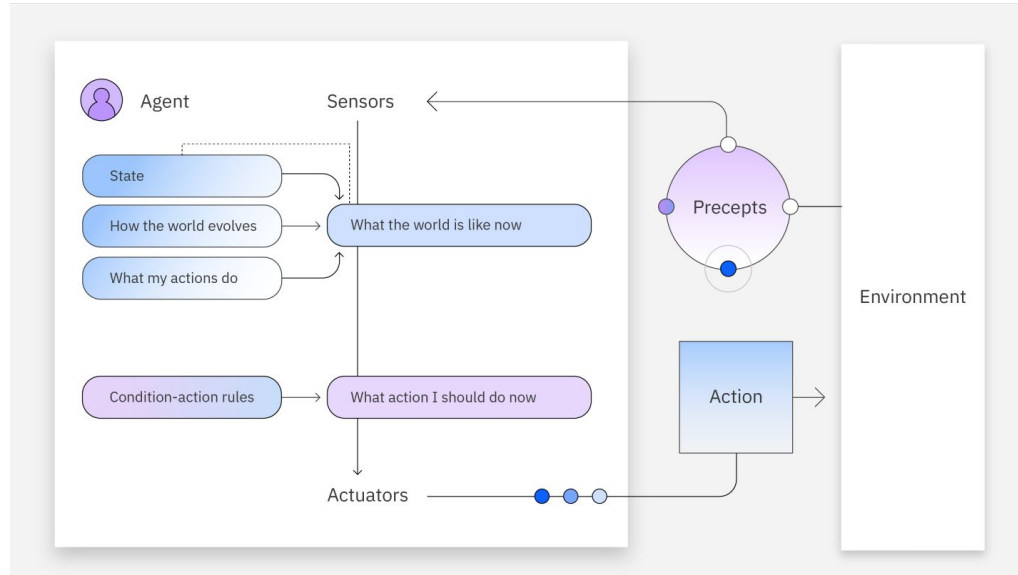 Agent
Sensors
State
How the world evolves
What the world is like now
What my actions do
Condition-action rules
What action I should do now
Actuators
Precepts
Action
Environment